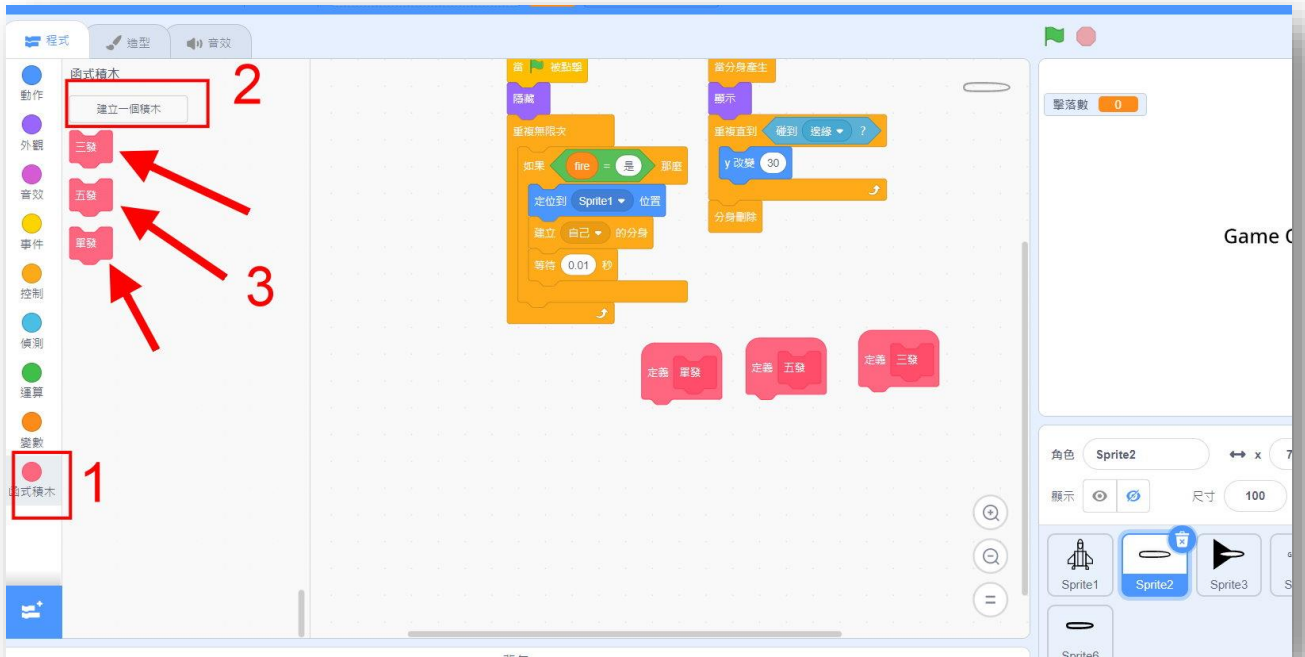 程式
造型
音效
動作
外觀
音效
事件
控制
偵測
運算
變數
函式積木
函式積木
建立一個積木
三發
五發
單發
1
2
3
當 被點擊
隱藏
重複無限次
如果 fire = 是 那麼
定位到 Sprite1 位置
建立 自己 的分身
等待 0.01 秒
當分身產生
顯示
重複直到 碰到 邊緣 ?
y 改變 30
分身刪除
定義 單發
定義 五發
定義 三發
擊落數 0
Game
角色 Sprite2 x 7
顯示 尺寸 100
Sprite1
Sprite2
Sprite3
Sprite6